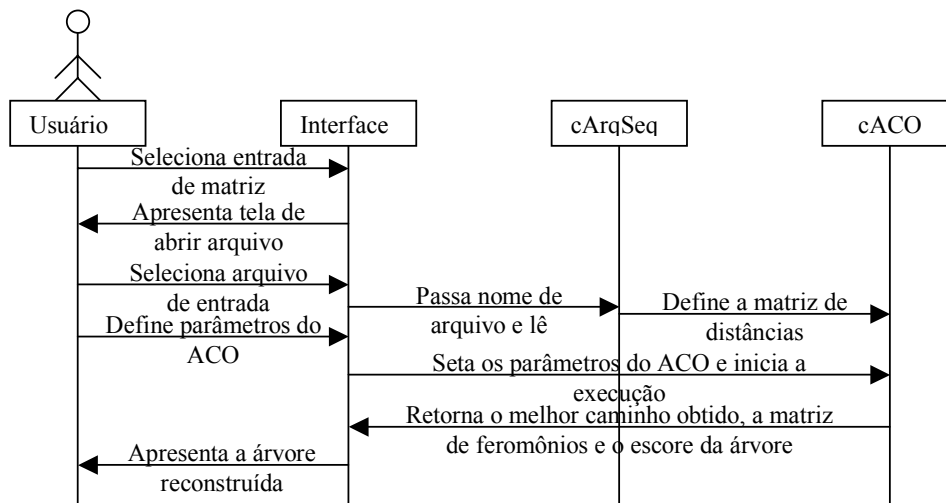 Usuário
Interface
cArqSeq
cACO
Seleciona entrada
de matriz
Apresenta tela de
abrir arquivo
Seleciona arquivo
de entrada
Passa nome de
arquivo e lê
Define a matriz de
distâncias
Define parâmetros do
ACO
Seta os parâmetros do ACO e inicia a
execução
Retorna o melhor caminho obtido, a matriz
de feromônios e o escore da árvore
Apresenta a árvore
reconstruída